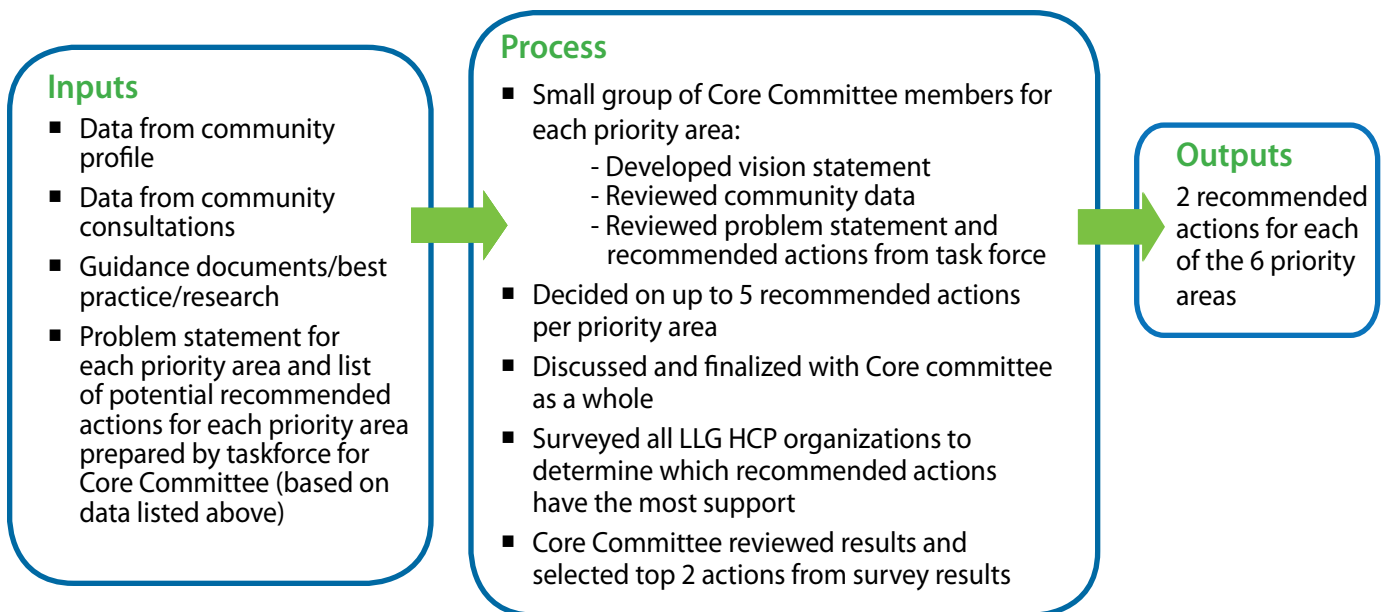 Inputs
■ Data from community
profile
■ Data from community
consultations
■ Guidance documents/best
practice/research
■ Problem statement for
each priority area and list
of potential recommended
actions for each priority area
prepared by taskforce for
Core Committee (based on
data listed above)
Process
■ Small group of Core Committee members for
each priority area:
- Developed vision statement
- Reviewed community data
- Reviewed problem statement and
recommended actions from task force
■ Decided on up to 5 recommended actions
per priority area
■ Discussed and finalized with Core committee
as a whole
■ Surveyed all LLG HCP organizations to
determine which recommended actions
have the most support
■ Core Committee reviewed results and
selected top 2 actions from survey results
Outputs
2 recommended
actions for each
of the 6 priority
areas